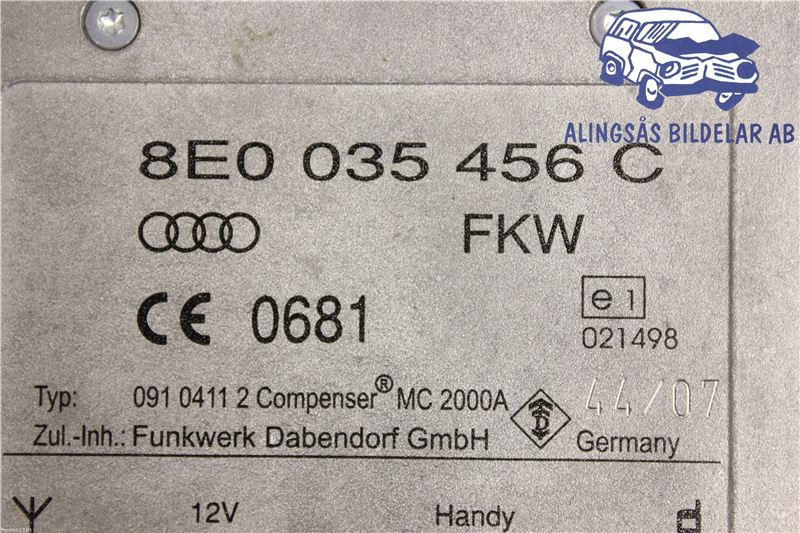 ALINGSÅS BILDELAR AB
8E0 035 456 C
FKW
CE 0681
e 1
021498
Typ: 091 0411 2 Compenser® MC 2000A
44/07
Zul.-Inh.: Funkwerk Dabendorf GmbH
Germany
12V Handy